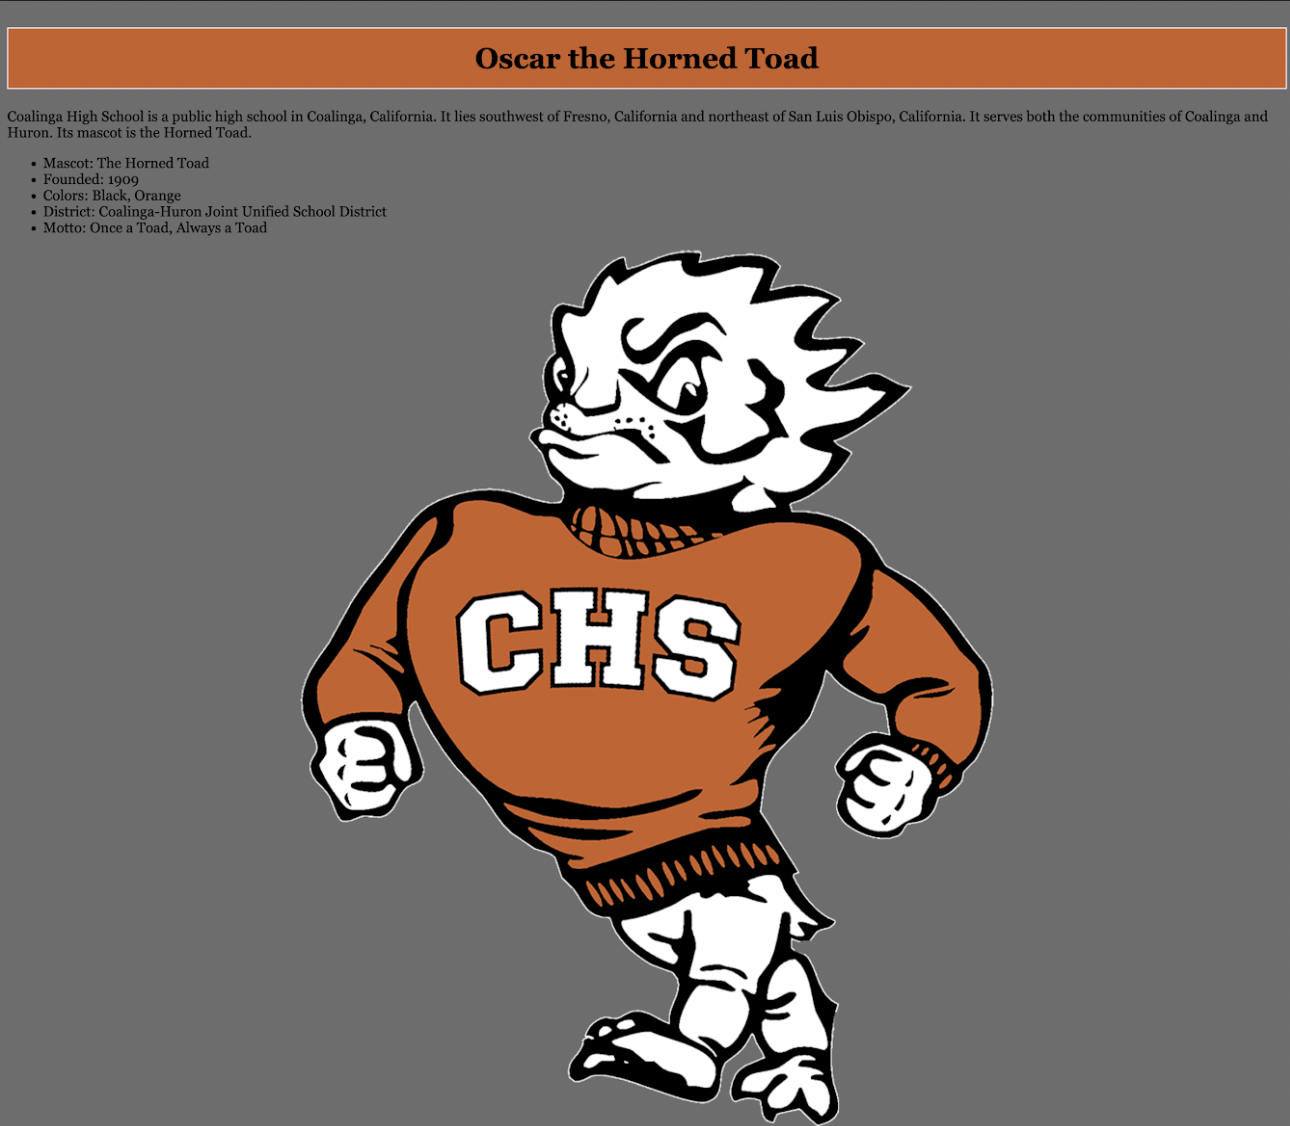 Oscar the Horned Toad
Coalinga High School is a public high school in Coalinga, California. It lies southwest of Fresno, California and northeast of San Luis Obispo, California. It serves both the communities of Coalinga and
Huron. Its mascot is the Horned Toad.
Mascot: The Horned Toad
Founded: 1909
Colors: Black, Orange
District: Coalinga-Huron Joint Unified School District
Motto: Once a Toad, Always a Toad
CHS